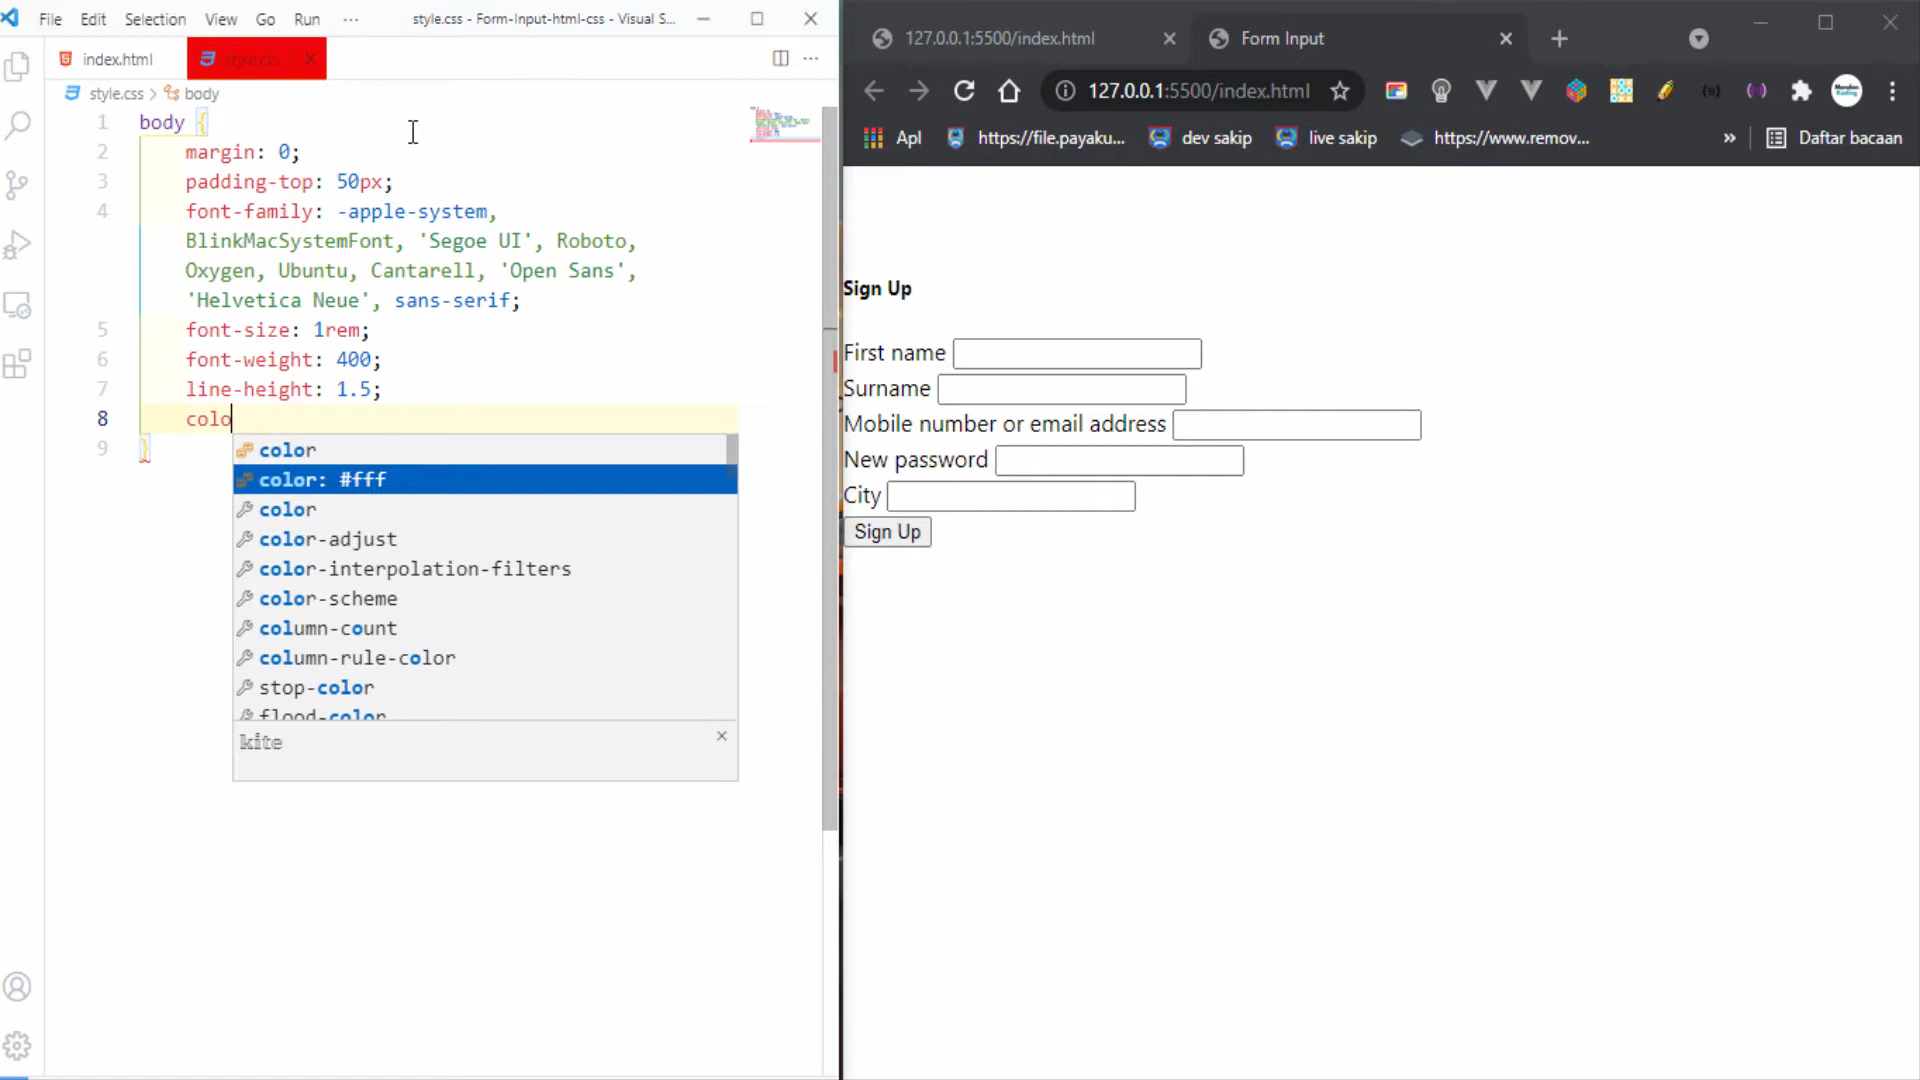 File Edit Selection View Go Run ··· style.css - Form-Input-html-css - Visual S...
index.html style.css
style.css > body
1 body {
2 margin: 0;
3 padding-top: 50px;
4 font-family: -apple-system,
BlinkMacSystemFont, 'Segoe UI', Roboto,
Oxygen, Ubuntu, Cantarell, 'Open Sans',
'Helvetica Neue', sans-serif;
5 font-size: 1rem;
6 font-weight: 400;
7 line-height: 1.5;
8 colo
9 }
color
color: #fff
color
color-adjust
color-interpolation-filters
color-scheme
column-count
column-rule-color
stop-color
flood-color
kite
127.0.0.1:5500/index.html Form Input
127.0.0.1:5500/index.html
Apl https://file.payaku... dev sakip live sakip https://www.remov... » Daftar bacaan
Sign Up
First name
Surname
Mobile number or email address
New password
City
Sign Up